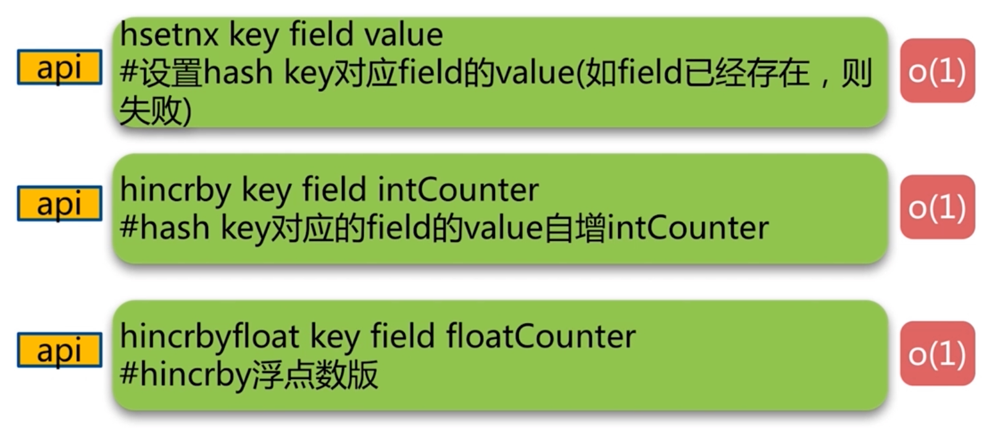 hsetnx key field value
api
#设置hash key对应field的value(如field已经存在，则
失败)
o(1)
hincrby key field intCounter
api
#hash key对应的field的value自增intCounter
o(1)
hincrbyfloat key field floatCounter
api
#hincrby浮点数版
o(1)